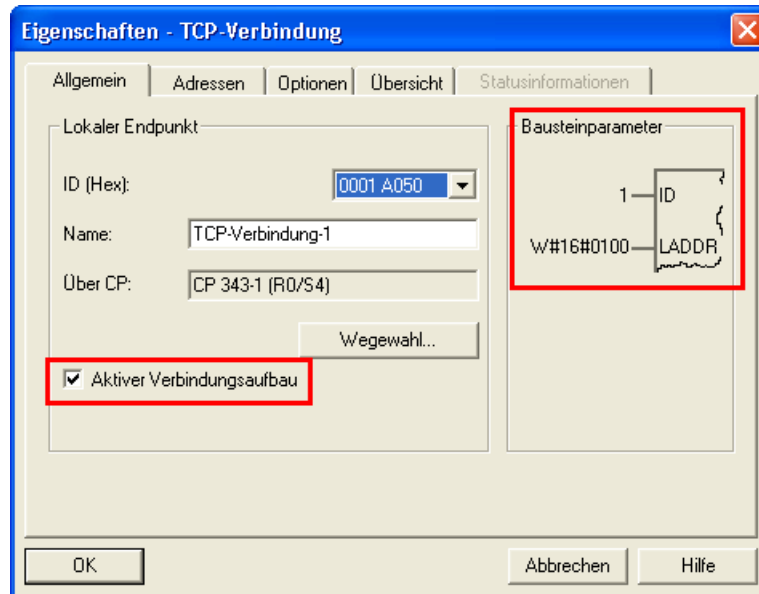 Eigenschaften - TCP-Verbindung
Allgemein Adressen Optionen Übersicht Statusinformationen
Lokaler Endpunkt
ID (Hex): 0001 A050
Name: TCP-Verbindung-1
Über CP: CP 343-1 (R0/S4)
Wegewahl...
Aktiver Verbindungsaufbau
Bausteinparameter
1 ID
W#16#0100 LADDR
OK Abbrechen Hilfe